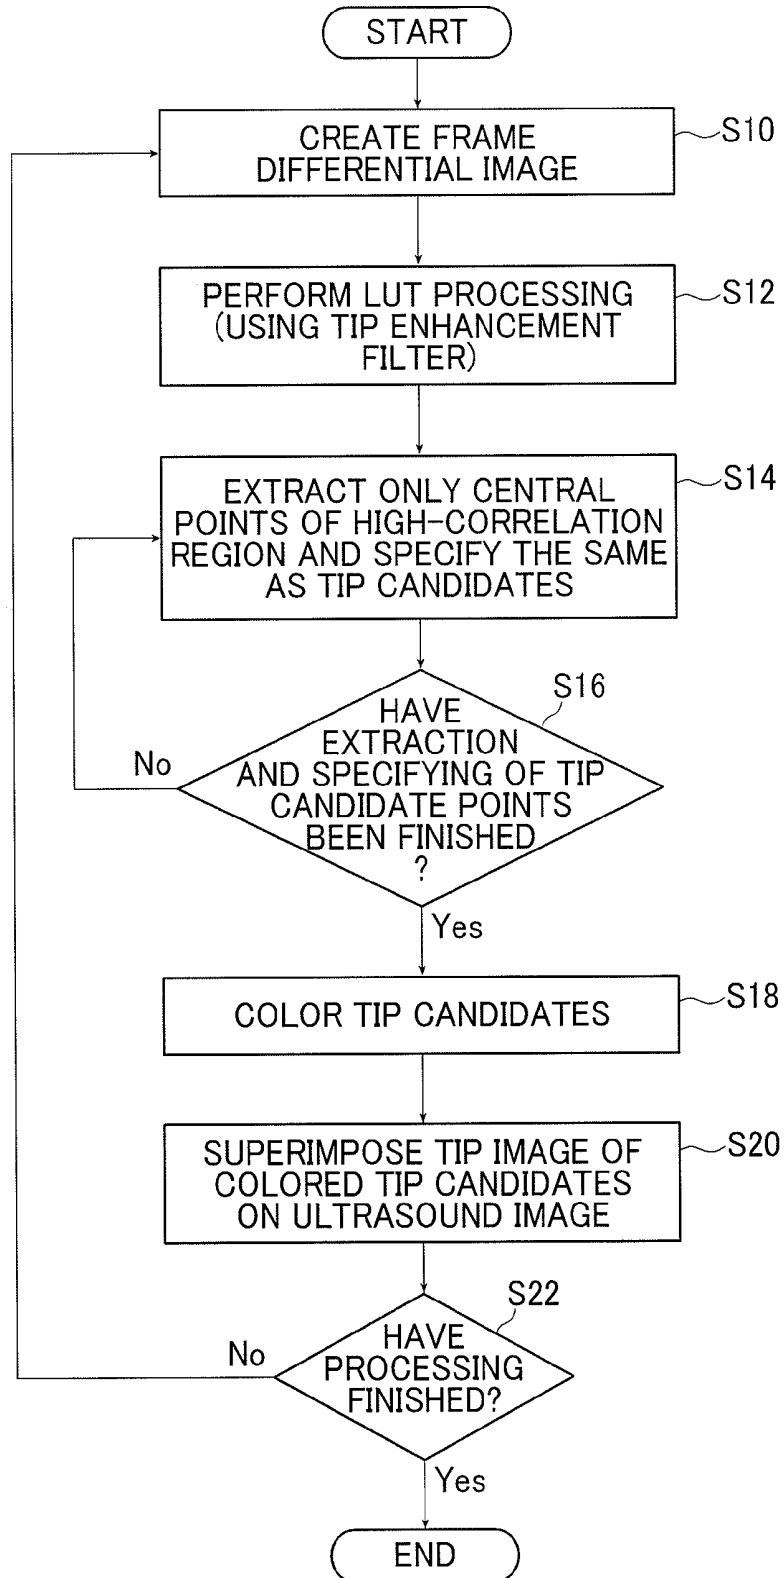 START
CREATE FRAME
DIFFERENTIAL IMAGE
S10
PERFORM LUT PROCESSING
(USING TIP ENHANCEMENT
FILTER)
S12
EXTRACT ONLY CENTRAL
POINTS OF HIGH-CORRELATION
REGION AND SPECIFY THE SAME
AS TIP CANDIDATES
S14
HAVE
EXTRACTION
AND SPECIFYING OF TIP
CANDIDATE POINTS
BEEN FINISHED
?
S16
No
Yes
COLOR TIP CANDIDATES
S18
SUPERIMPOSE TIP IMAGE OF
COLORED TIP CANDIDATES
ON ULTRASOUND IMAGE
S20
HAVE
PROCESSING
FINISHED?
S22
No
Yes
END